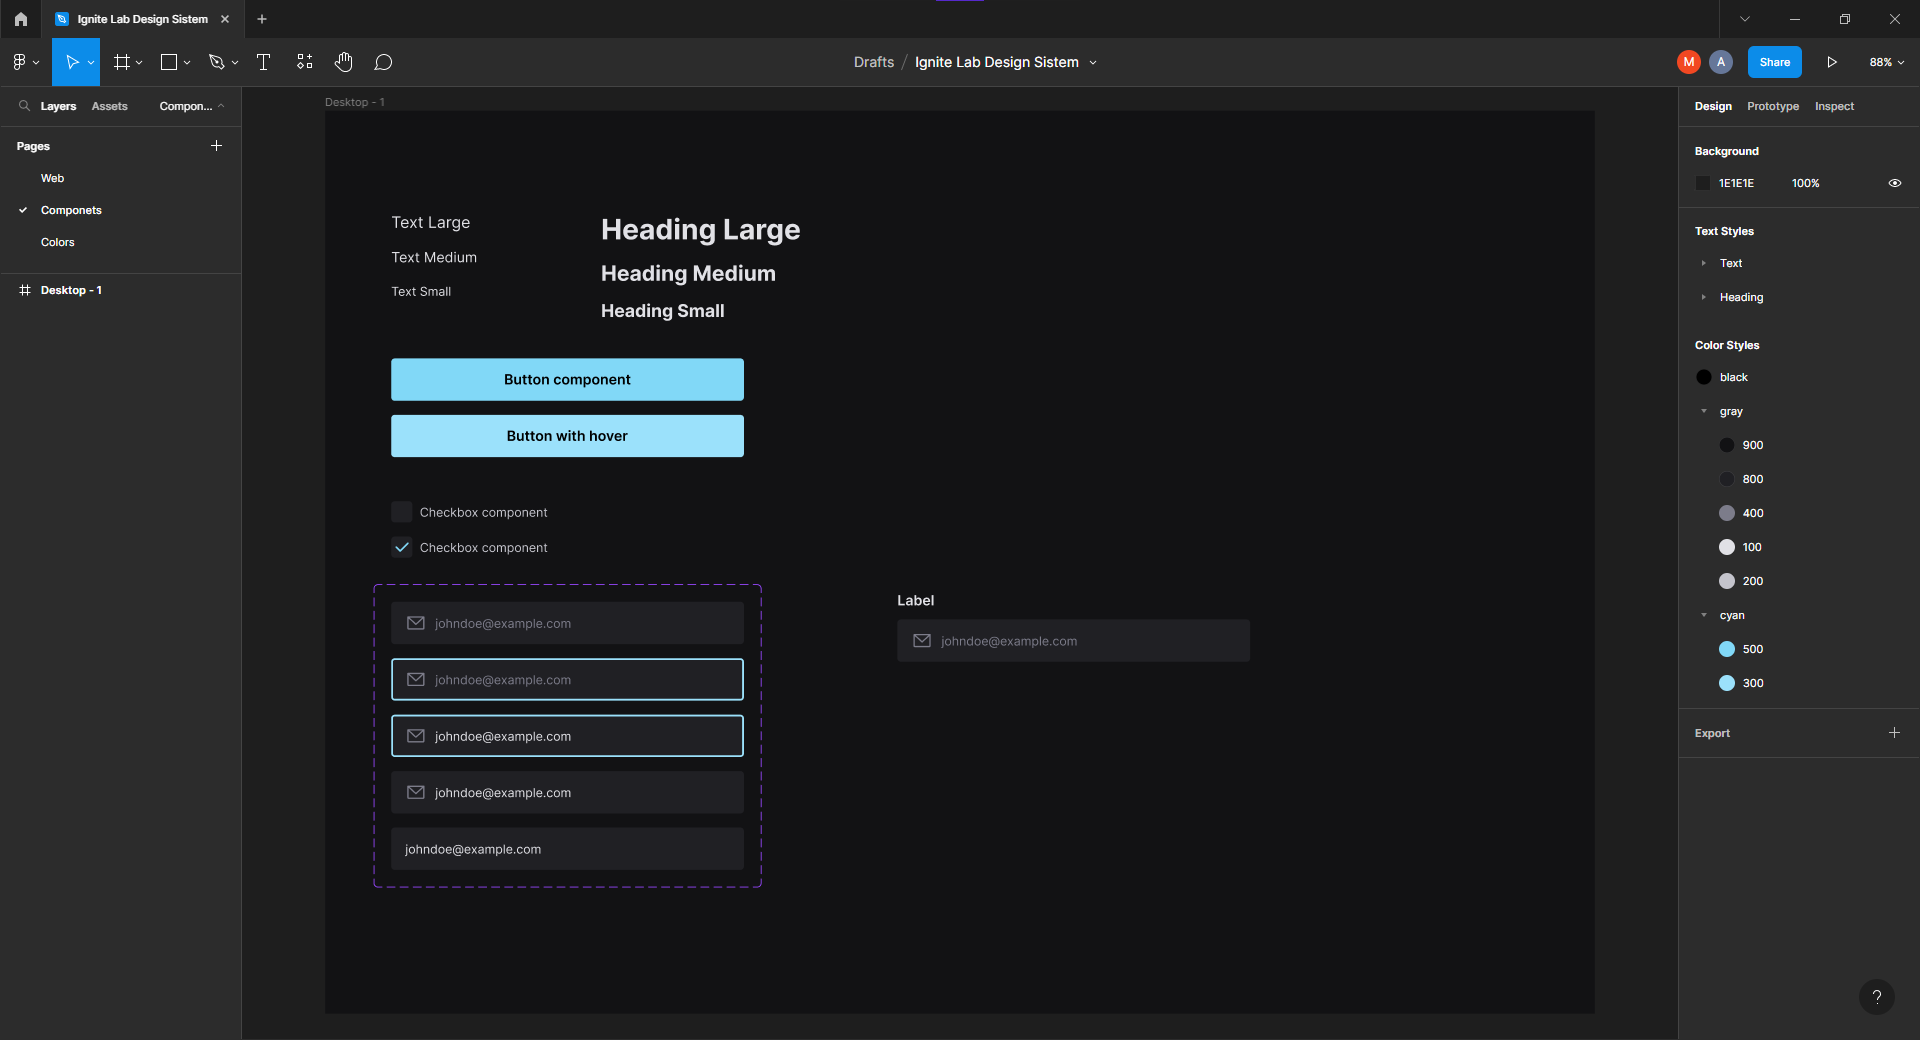 Ignite Lab Design Sistem
Drafts / Ignite Lab Design Sistem
M
A
Share
88%
Layers
Assets
Compon...
Pages
Web
Componets
Colors
Desktop - 1
Desktop - 1
Text Large
Text Medium
Text Small
Heading Large
Heading Medium
Heading Small
Button component
Button with hover
Checkbox component
Checkbox component
johndoe@example.com
johndoe@example.com
johndoe@example.com
johndoe@example.com
johndoe@example.com
Label
johndoe@example.com
Design
Prototype
Inspect
Background
1E1E1E
100%
Text Styles
Text
Heading
Color Styles
black
gray
900
800
400
100
200
cyan
500
300
Export
?